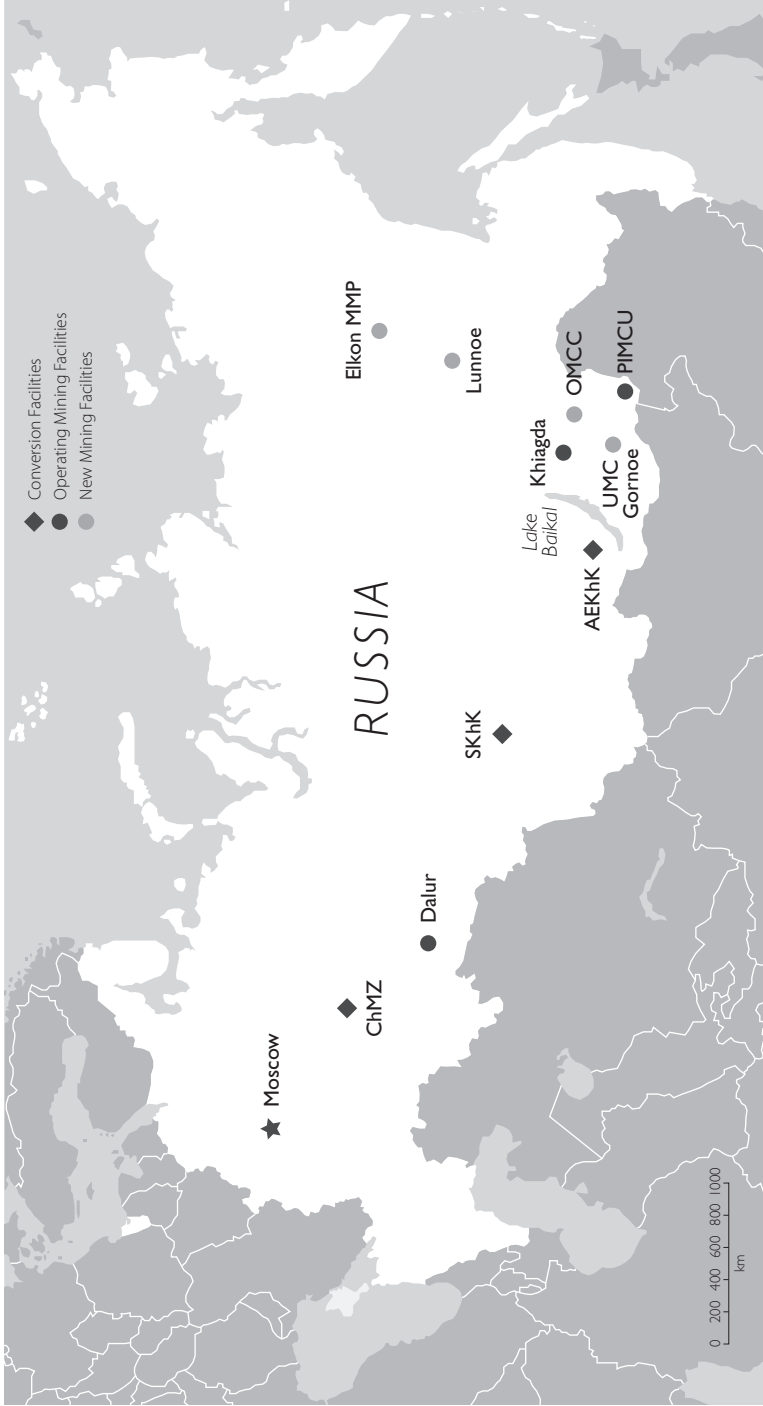 Conversion Facilities
Operating Mining Facilities
New Mining Facilities
RUSSIA
Moscow
ChMZ
Dalur
SKhK
AEKhK
Lake
Baikal
Khiagda
UMC
Gornoe
OMCC
PIMCU
Lunnoe
Elkon MMP
0 200 400 600 800 1000
km